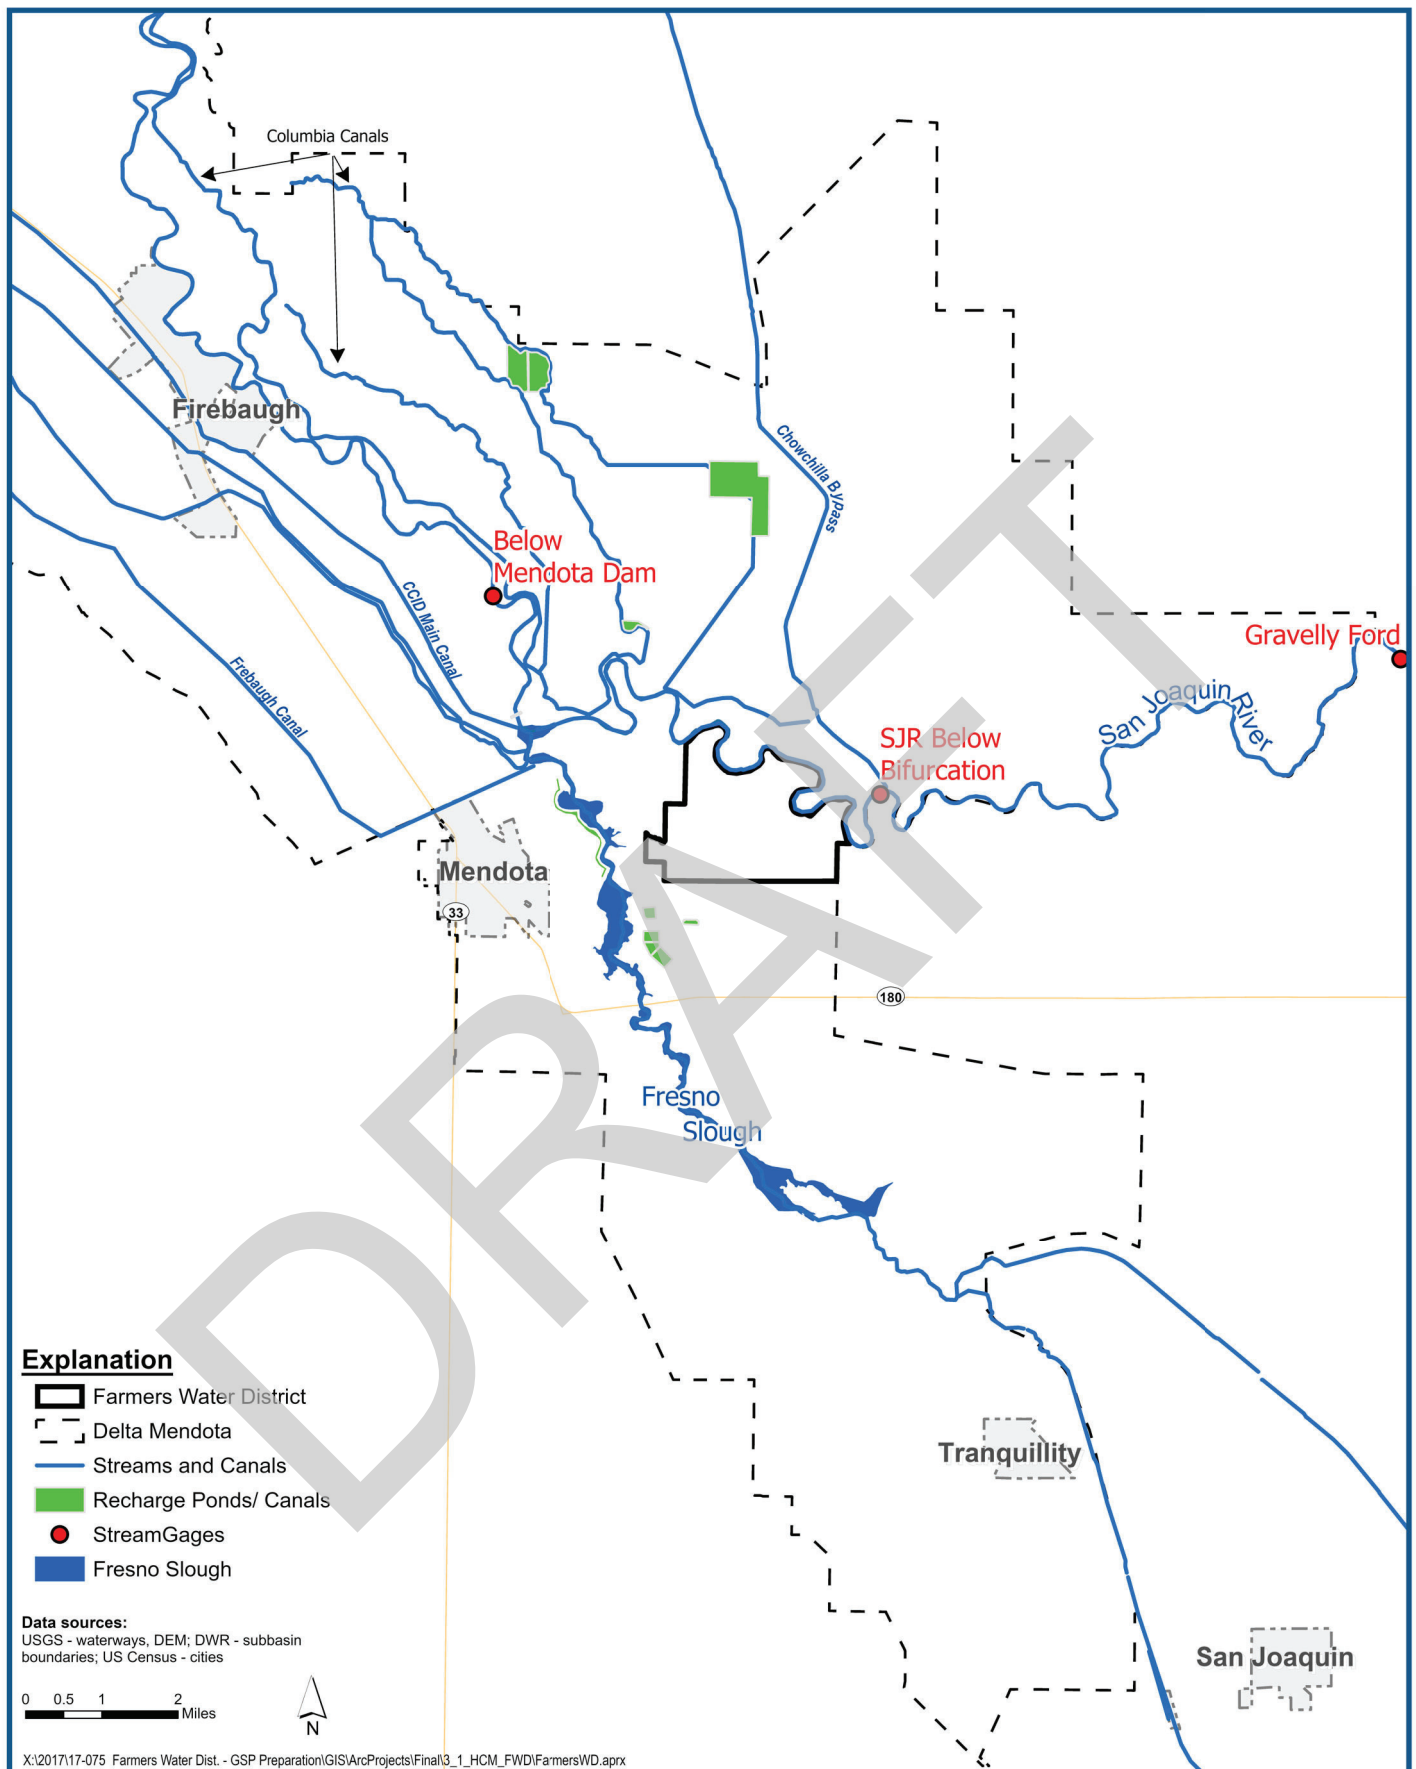 Columbia Canals
Firebaugh
Chowchilla Bypass
Below
Mendota Dam
CCID Main Canal
Frebaugh Canal
Gravelly Ford
San Joaquin River
SJR Below
Bifurcation
Mendota
33
180
Fresno
Slough
DRAFT
Tranquillity
San Joaquin
Explanation
Farmers Water District
Delta Mendota
Streams and Canals
Recharge Ponds/ Canals
StreamGages
Fresno Slough
Data sources:
USGS - waterways, DEM; DWR - subbasin
boundaries; US Census - cities
0 0.5 1 2
Miles
N
X:\2017\17-075 Farmers Water Dist. - GSP Preparation\GIS\ArcProjects\Final\3_1_HCM_FWD\FarmersWD.aprx